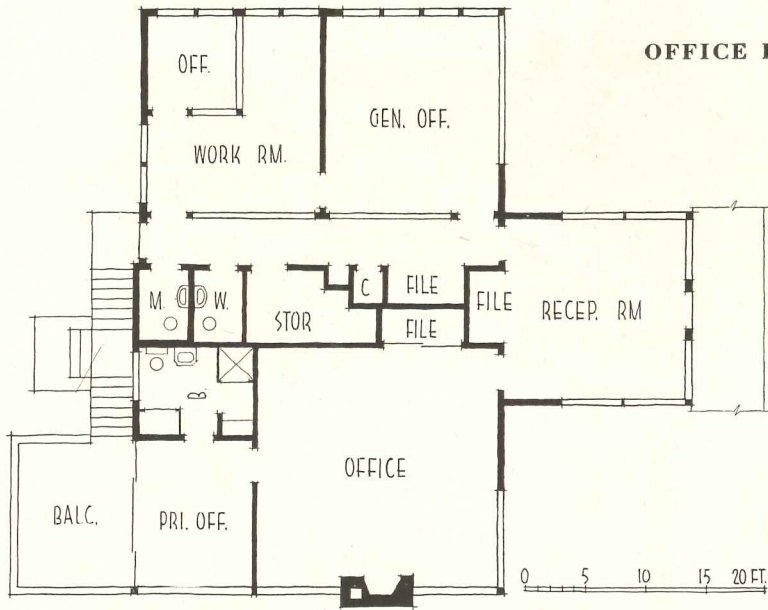 OFFICE
OFF.
GEN. OFF.
WORK RM.
M.
W.
STOR
C
FILE
FILE
FILE
RECEP. RM
B.
OFFICE
BALC.
PRI. OFF.
0 5 10 15 20 FT.